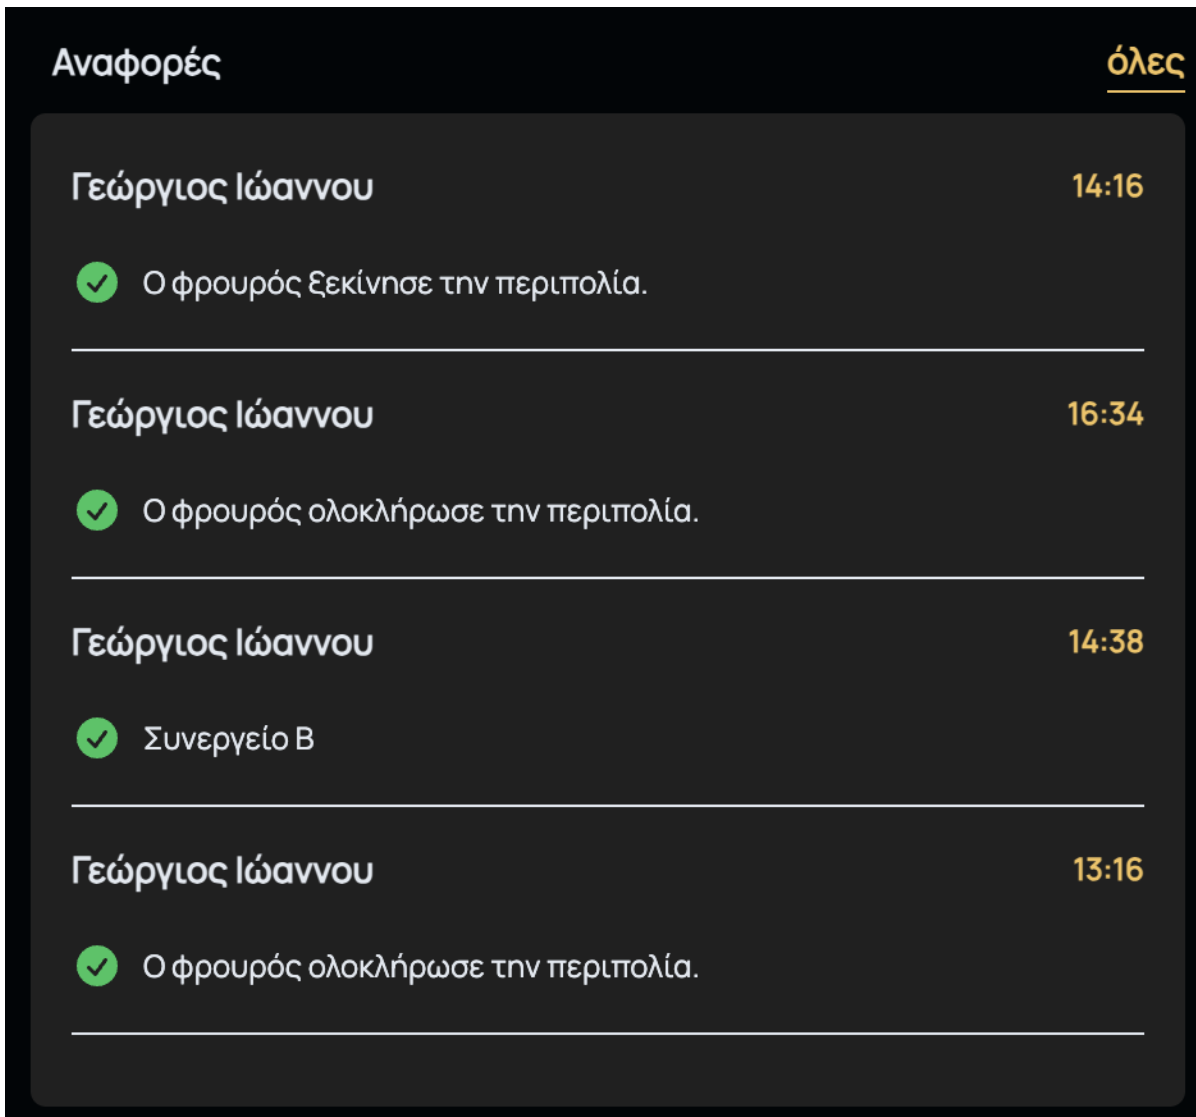 Αναφορές
όλες
Γεώργιος Ιώαννου
14:16
Ο φρουρός ξεκίνησε την περιπολία.
Γεώργιος Ιώαννου
16:34
Ο φρουρός ολοκλήρωσε την περιπολία.
Γεώργιος Ιώαννου
14:38
Συνεργείο Β
Γεώργιος Ιώαννου
13:16
Ο φρουρός ολοκλήρωσε την περιπολία.